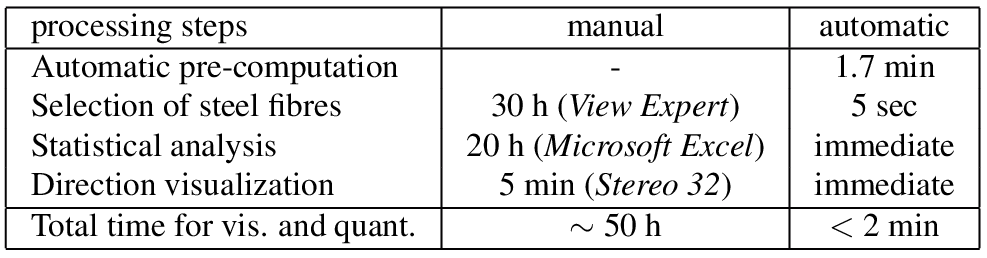 processing steps manual automatic
Automatic pre-computation - 1.7 min
Selection of steel fibres 30 h (View Expert) 5 sec
Statistical analysis 20 h (Microsoft Excel) immediate
Direction visualization 5 min (Stereo 32) immediate
Total time for vis. and quant. ∼ 50 h < 2 min